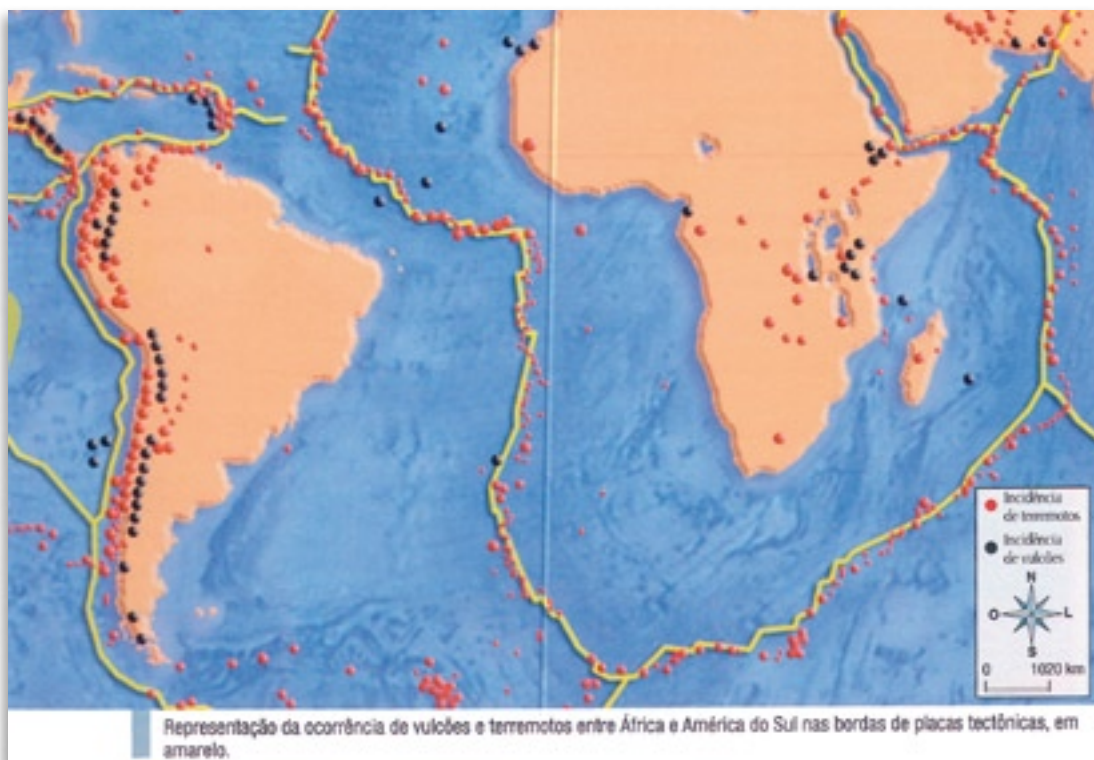 Incidência
de terremotos
Incidência
de vulcões
N
O
L
S
0 1020 km
Representação da ocorrência de vulcões e terremotos entre África e América do Sul nas bordas de placas tectônicas, em
amarelo.